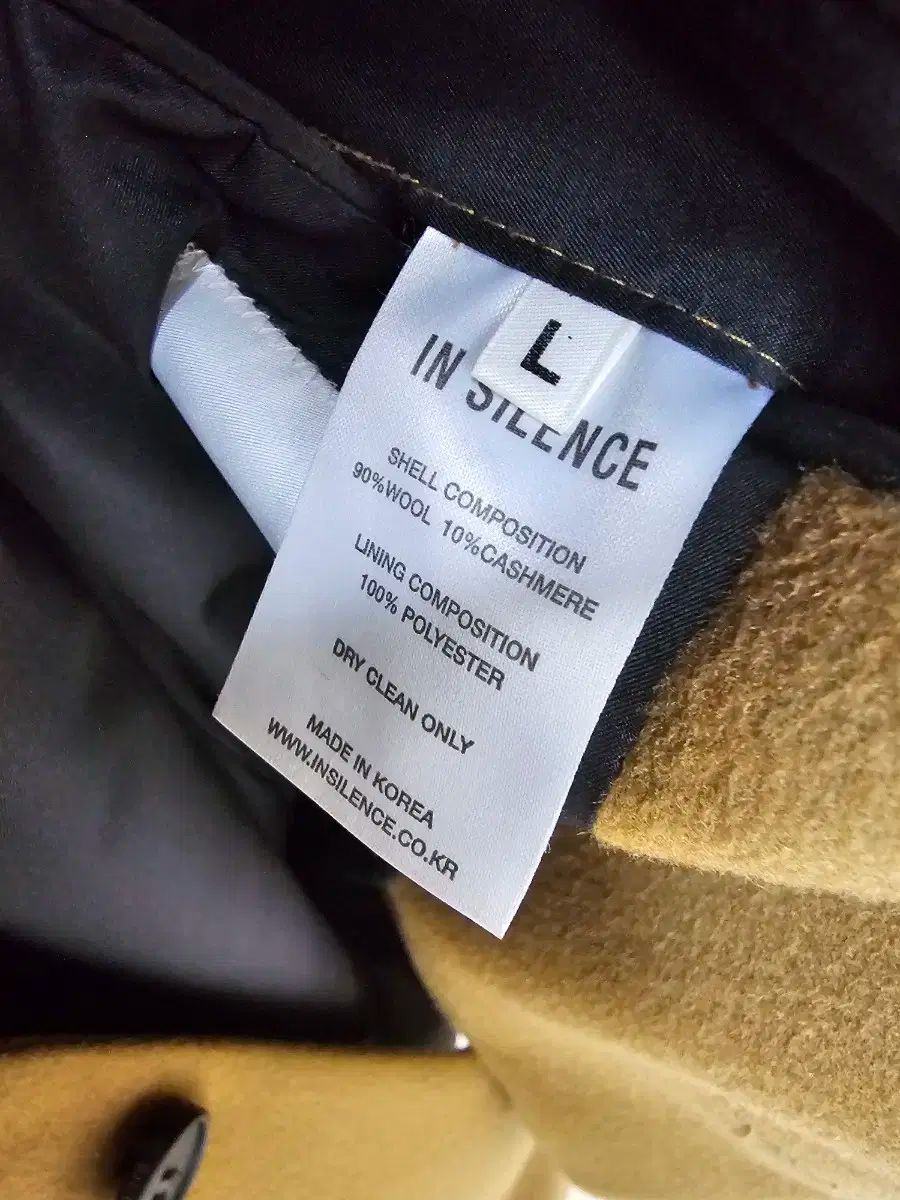 L
IN SILENCE
SHELL COMPOSITION
90%WOOL 10%CASHMERE
LINING COMPOSITION
100% POLYESTER
DRY CLEAN ONLY
MADE IN KOREA
WWW.INSILENCE.CO.KR